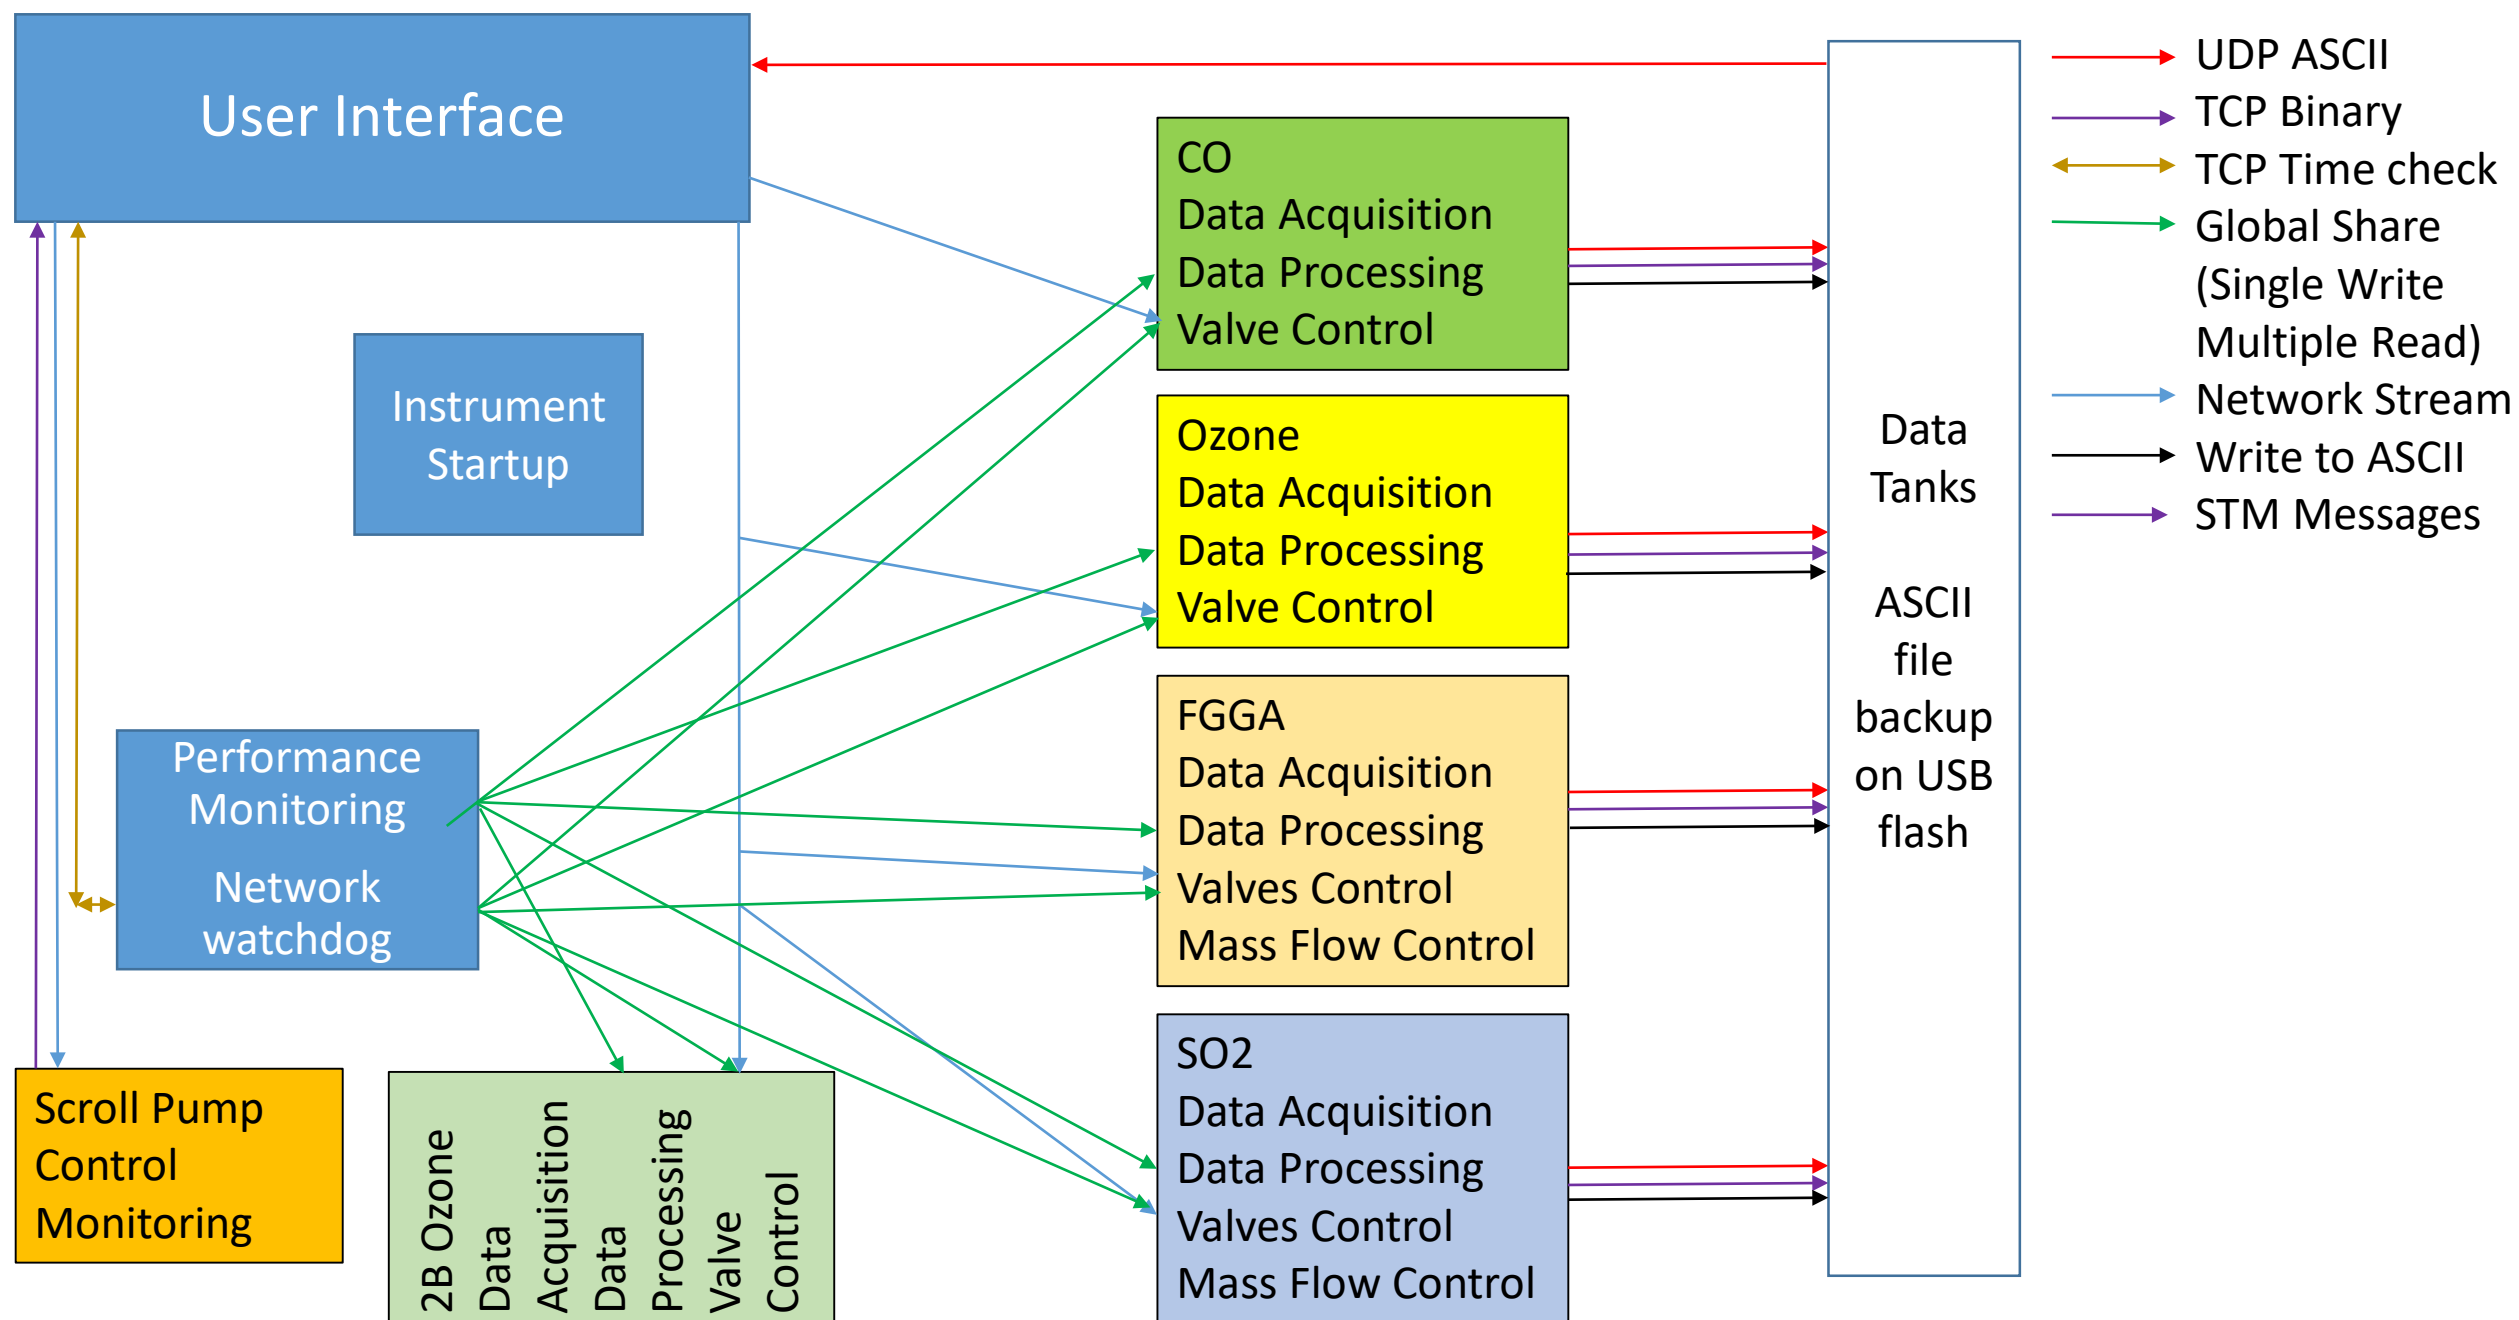 User Interface
Instrument
Startup
Performance
Monitoring
Network
watchdog
Scroll Pump
Control
Monitoring
2B Ozone
Data
Acquisition
Data
Processing
Valve
Control
CO
Data Acquisition
Data Processing
Valve Control
Ozone
Data Acquisition
Data Processing
Valve Control
FGGA
Data Acquisition
Data Processing
Valves Control
Mass Flow Control
SO2
Data Acquisition
Data Processing
Valves Control
Mass Flow Control
Data
Tanks
ASCII
file
backup
on USB
flash
UDP ASCII
TCP Binary
TCP Time check
Global Share
(Single Write
Multiple Read)
Network Stream
Write to ASCII
STM Messages